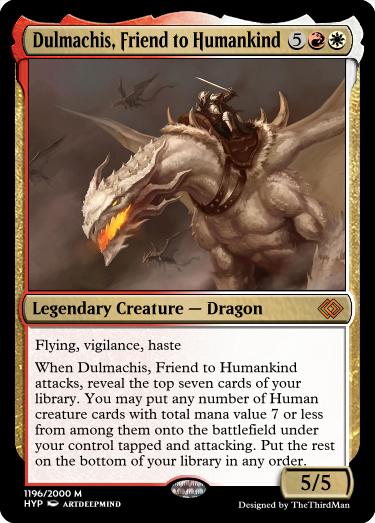 Dulmachis, Friend to Humankind 5
Legendary Creature — Dragon
Flying, vigilance, haste
When Dulmachis, Friend to Humankind
attacks, reveal the top seven cards of your
library. You may put any number of Human
creature cards with total mana value 7 or less
from among them onto the battlefield under
your control tapped and attacking. Put the rest
on the bottom of your library in any order.
5/5
1196/2000 M
HYP ARTDEEPMIND
Designed by TheThirdMan